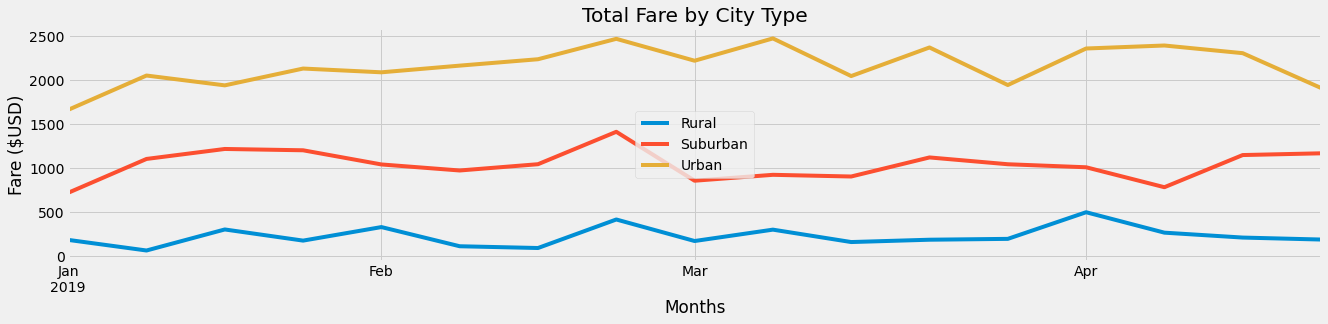 Total Fare by City Type
Fare ($USD)
2500
2000
1500
1000
500
0
Rural
Suburban
Urban
Jan
2019
Feb
Mar
Apr
Months